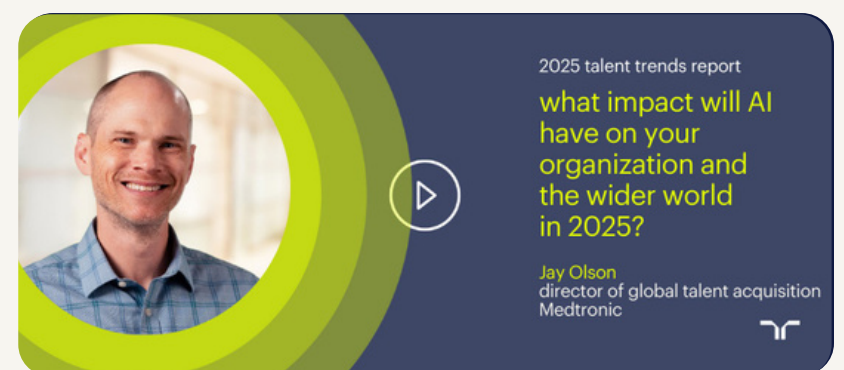 2025 talent trends report
what impact will AI
have on your
organization and
the wider world
in 2025?
Jay Olson
director of global talent acquisition
Medtronic